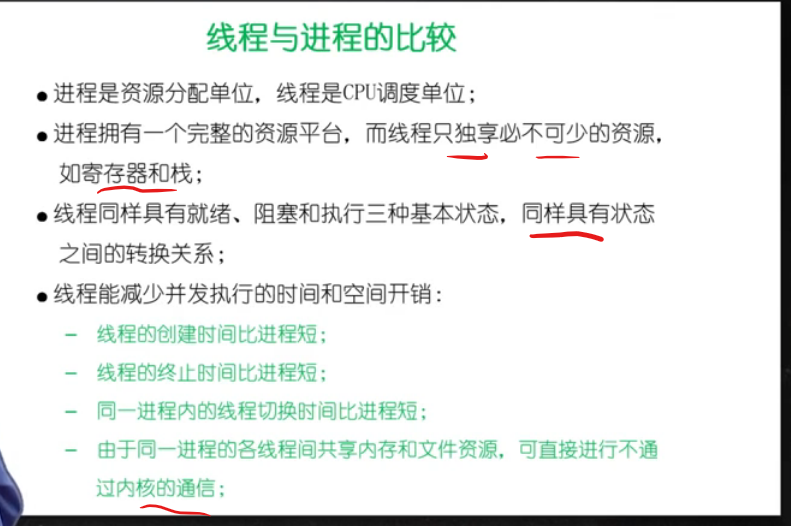 线程与进程的比较
● 进程是资源分配单位，线程是CPU调度单位；
● 进程拥有一个完整的资源平台，而线程只独享必不可少的资源，
如寄存器和栈；
● 线程同样具有就绪、阻塞和执行三种基本状态，同样具有状态
之间的转换关系；
● 线程能减少并发执行的时间和空间开销：
– 线程的创建时间比进程短；
– 线程的终止时间比进程短；
– 同一进程内的线程切换时间比进程短；
– 由于同一进程的各线程间共享内存和文件资源，可直接进行不通
过内核的通信；